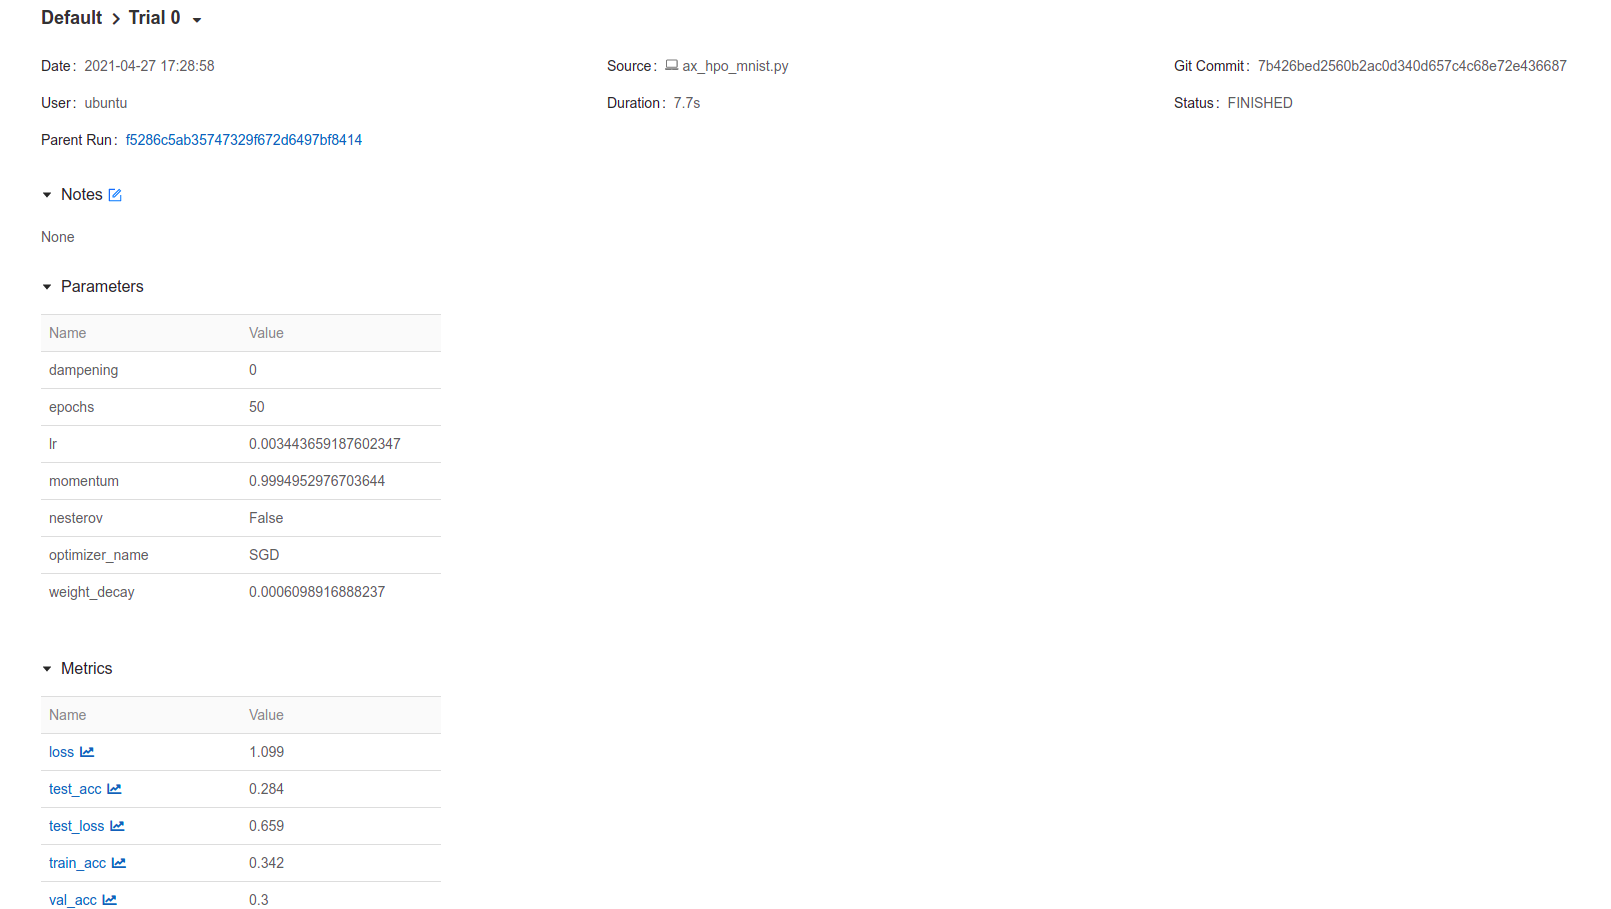 Default > Trial 0
Date: 2021-04-27 17:28:58
Source: ax_hpo_mnist.py
Git Commit: 7b426bed2560b2ac0d340d657c4c68e72e436687
User: ubuntu
Duration: 7.7s
Status: FINISHED
Parent Run: f5286c5ab35747329f672d6497bf8414
Notes
None
Parameters
Name Value
dampening 0
epochs 50
lr 0.003443659187602347
momentum 0.9994952976703644
nesterov False
optimizer_name SGD
weight_decay 0.0006098916888237
Metrics
Name Value
loss 1.099
test_acc 0.284
test_loss 0.659
train_acc 0.342
val_acc 0.3